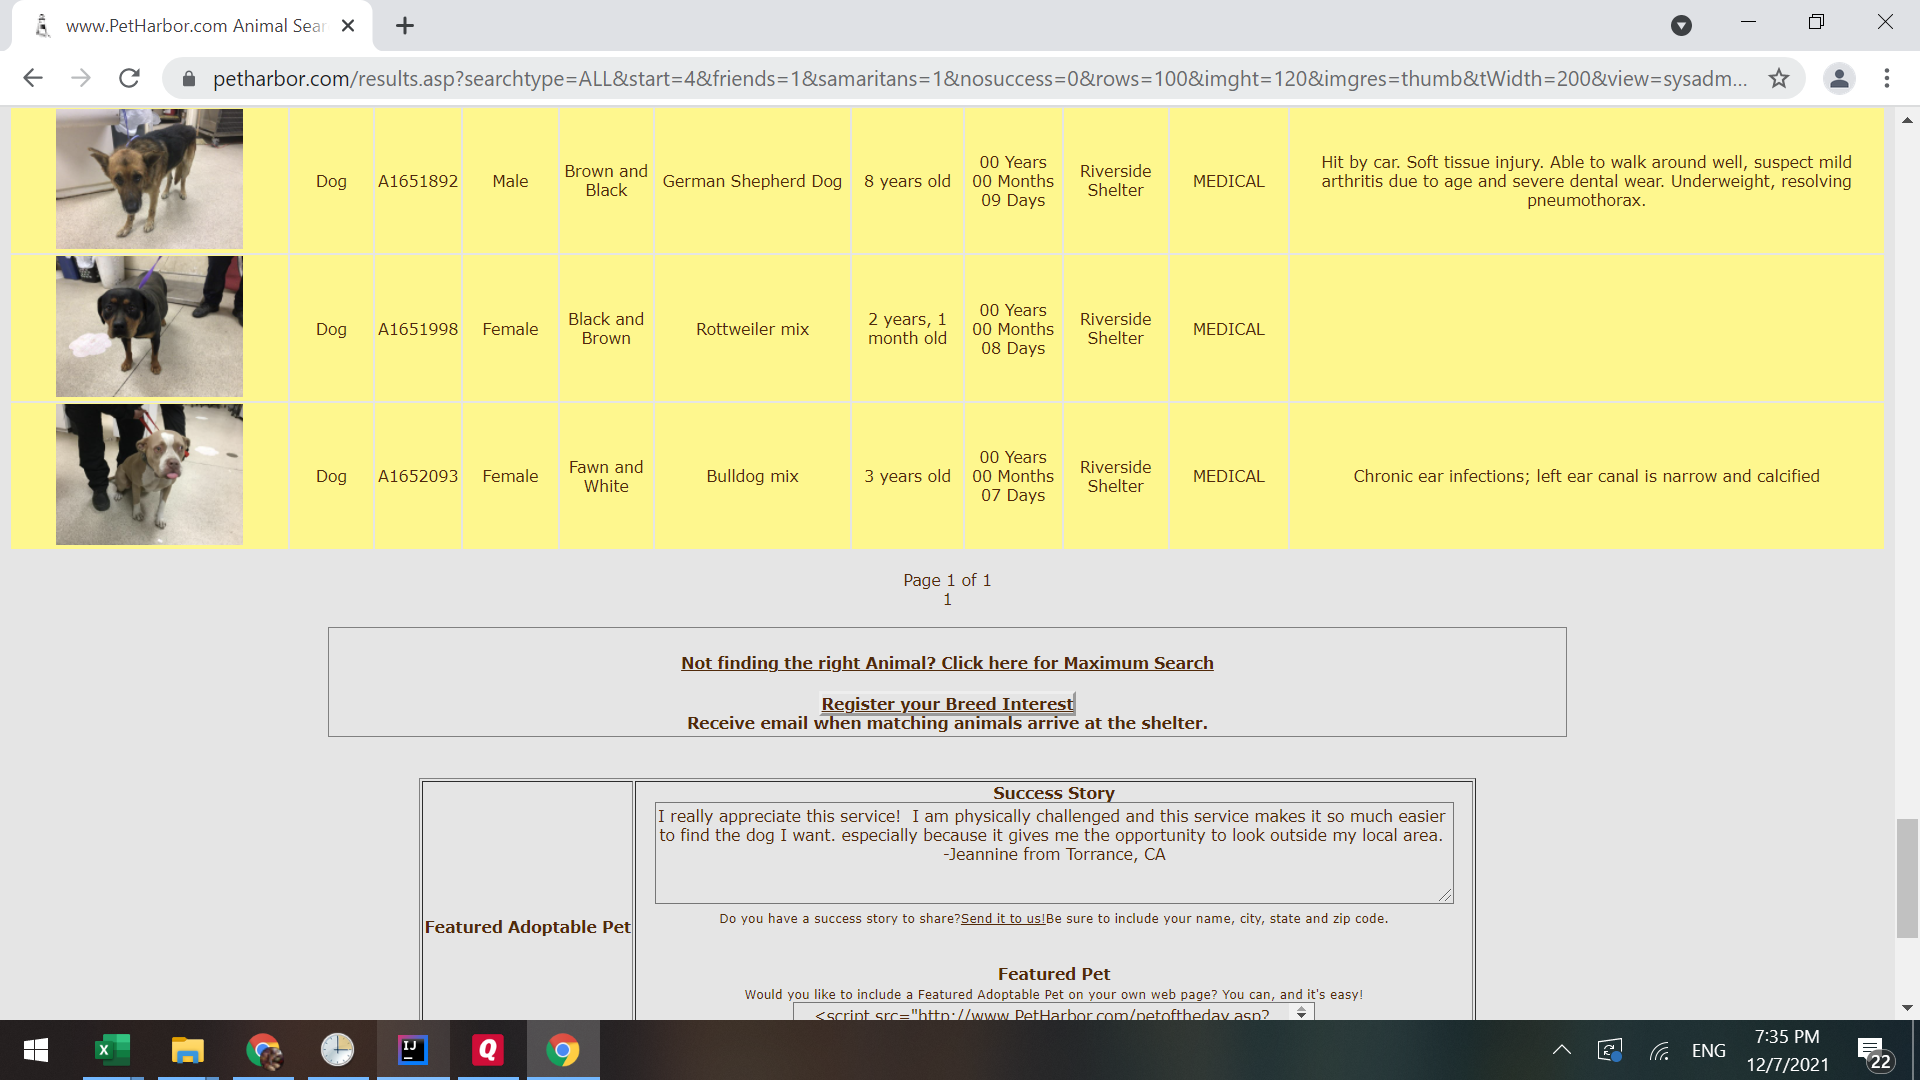 www.PetHarbor.com Animal Sear
petharbor.com/results.asp?searchtype=ALL&start=4&friends=1&samaritans=1&nosuccess=0&rows=100&imght=120&imgres=thumb&tWidth=200&view=sysadm...
Dog
A1651892
Male
Brown and
Black
German Shepherd Dog
8 years old
00 Years
00 Months
09 Days
Riverside
Shelter
MEDICAL
Hit by car. Soft tissue injury. Able to walk around well, suspect mild
arthritis due to age and severe dental wear. Underweight, resolving
pneumothorax.
Dog
A1651998
Female
Black and
Brown
Rottweiler mix
2 years, 1
month old
00 Years
00 Months
08 Days
Riverside
Shelter
MEDICAL
Dog
A1652093
Female
Fawn and
White
Bulldog mix
3 years old
00 Years
00 Months
07 Days
Riverside
Shelter
MEDICAL
Chronic ear infections; left ear canal is narrow and calcified
Page 1 of 1
1
Not finding the right Animal? Click here for Maximum Search
Register your Breed Interest
Receive email when matching animals arrive at the shelter.
Featured Adoptable Pet
Success Story
I really appreciate this service!  I am physically challenged and this service makes it so much easier
to find the dog I want. especially because it gives me the opportunity to look outside my local area.
-Jeannine from Torrance, CA
Do you have a success story to share?Send it to us!Be sure to include your name, city, state and zip code.
Featured Pet
Would you like to include a Featured Adoptable Pet on your own web page? You can, and it's easy!
<script src="http://www.PetHarbor.com/petoftheday.asp?
X
IJ
Q
ENG
7:35 PM
12/7/2021
22